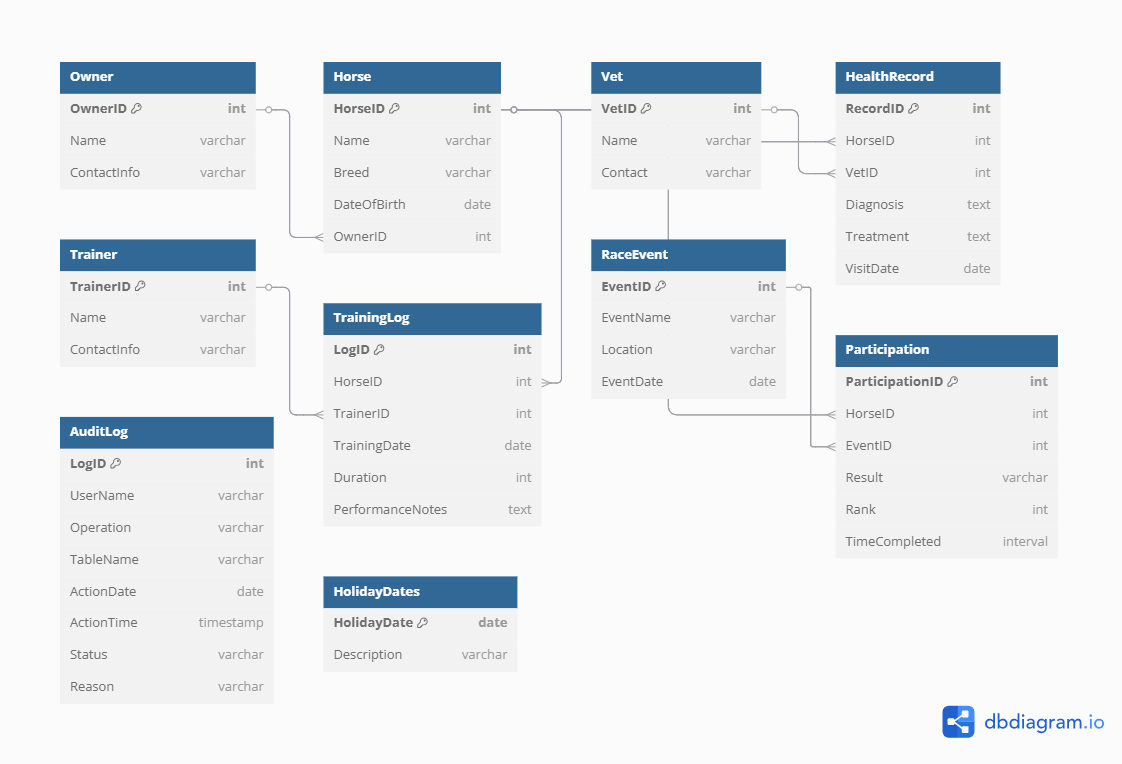 Owner
OwnerID int
Name varchar
ContactInfo varchar
Horse
HorseID int
Name varchar
Breed varchar
DateOfBirth date
OwnerID int
Vet
VetID int
Name varchar
Contact varchar
HealthRecord
RecordID int
HorseID int
VetID int
Diagnosis text
Treatment text
VisitDate date
Trainer
TrainerID int
Name varchar
ContactInfo varchar
TrainingLog
LogID int
HorseID int
TrainerID int
TrainingDate date
Duration int
PerformanceNotes text
RaceEvent
EventID int
EventName varchar
Location varchar
EventDate date
Participation
ParticipationID int
HorseID int
EventID int
Result varchar
Rank int
TimeCompleted interval
AuditLog
LogID int
UserName varchar
Operation varchar
TableName varchar
ActionDate date
ActionTime timestamp
Status varchar
Reason varchar
HolidayDates
HolidayDate date
Description varchar
dbdiagram.io